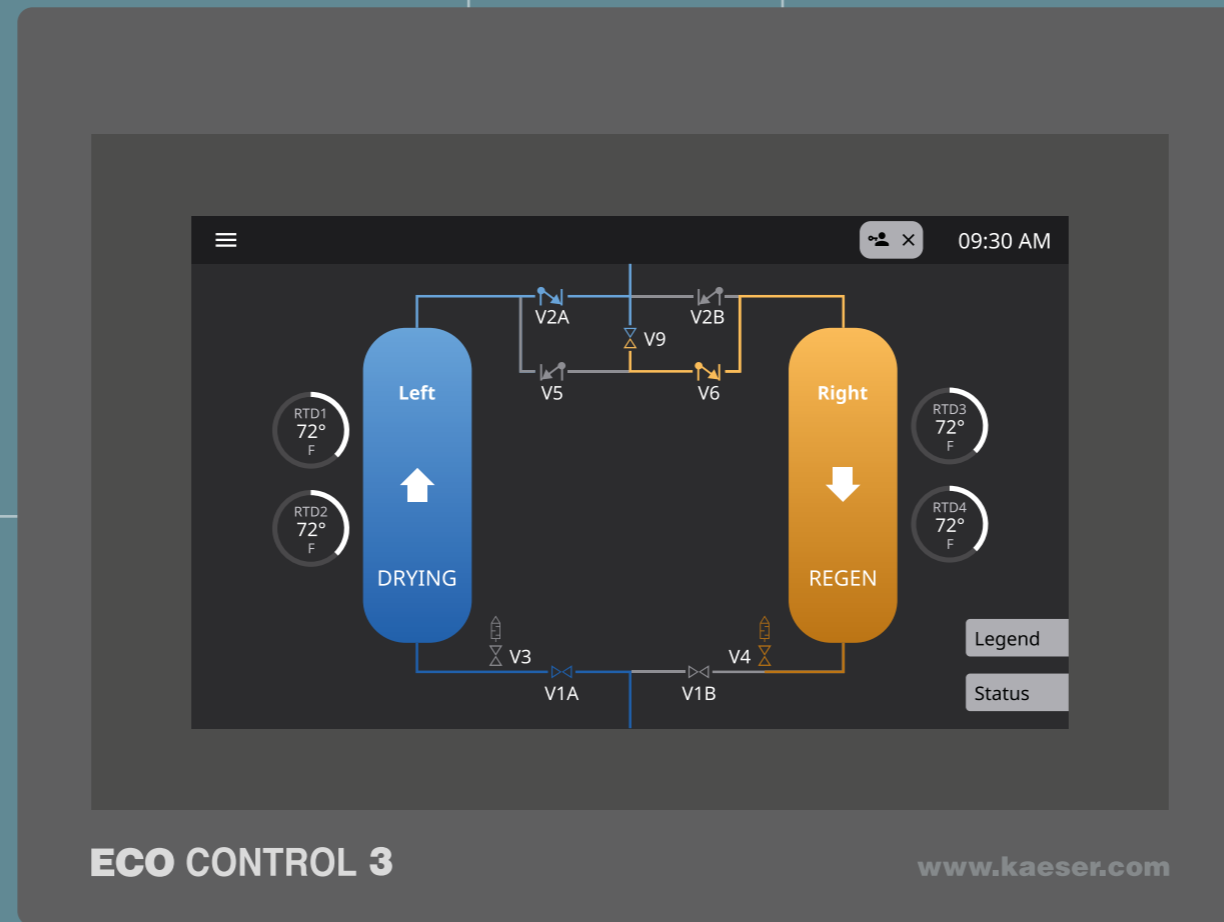 09:30 AM
V2A
V2B
V9
V5
V6
Left
Right
RTD1
72°
F
RTD3
72°
F
RTD2
72°
F
RTD4
72°
F
DRYING
REGEN
Legend
V3
V4
V1A
V1B
Status
ECO CONTROL 3
www.kaeser.com